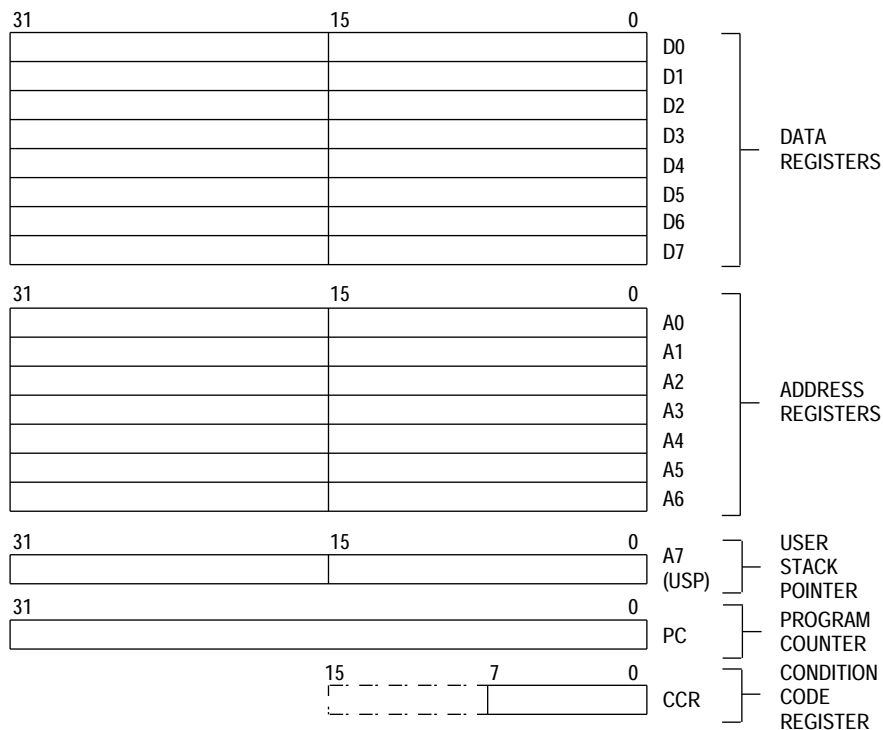 31 15 0
D0
D1
D2
D3
D4
D5
D6
D7
DATA
REGISTERS
31 15 0
A0
A1
A2
A3
A4
A5
A6
ADDRESS
REGISTERS
31 15 0
A7
(USP)
USER
STACK
POINTER
31 0
PC
PROGRAM
COUNTER
15 7 0
CCR
CONDITION
CODE
REGISTER